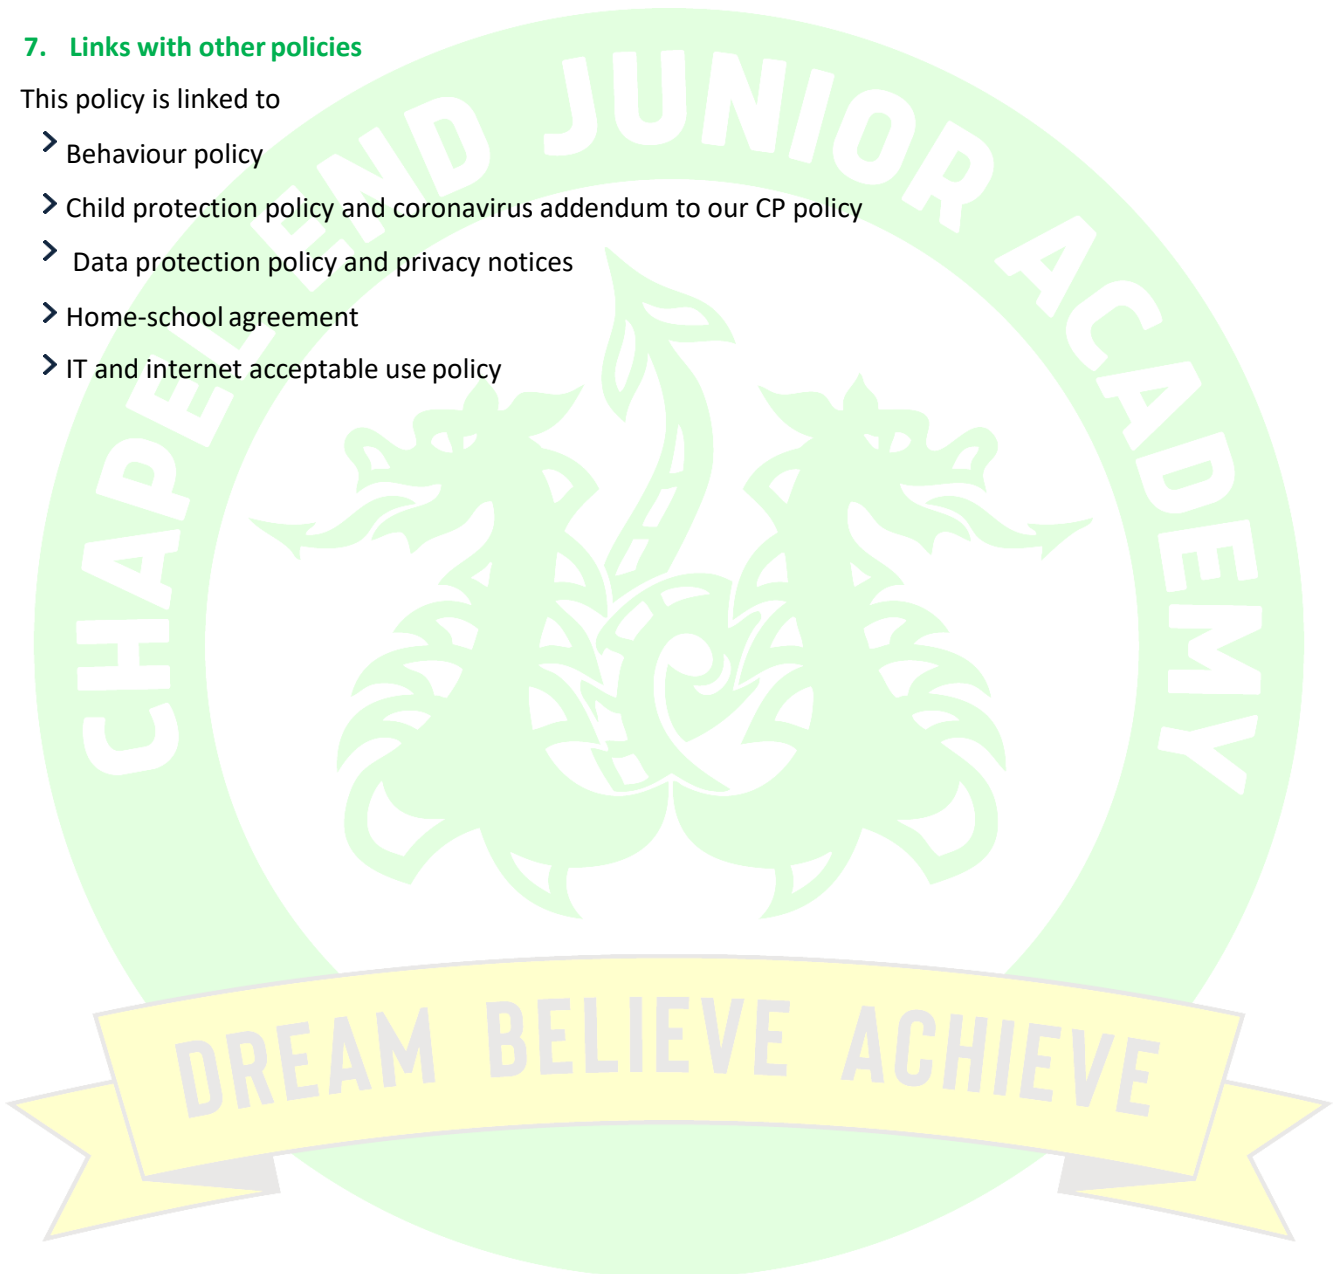 7. Links with other policies
This policy is linked to
Behaviour policy
Child protection policy and coronavirus addendum to our CP policy
Data protection policy and privacy notices
Home-school agreement
IT and internet acceptable use policy
CHAPEL END JUNIOR ACADEMY
DREAM BELIEVE ACHIEVE